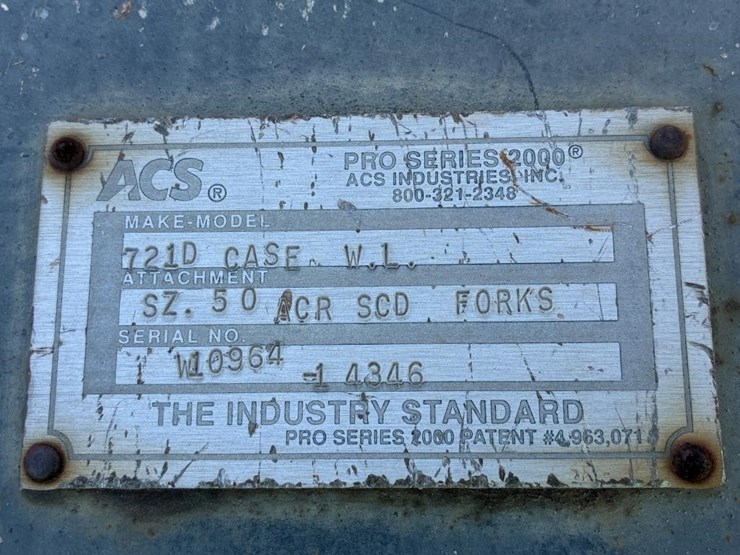 ACS®
PRO SERIES 2000®
ACS INDUSTRIES, INC.
800-321-2348
MAKE-MODEL
721D CASE W.L.
ATTACHMENT
SZ. 50 ACR SCD FORKS
SERIAL NO.
W10964 -1 4346
THE INDUSTRY STANDARD
PRO SERIES 2000 PATENT #4,963,071